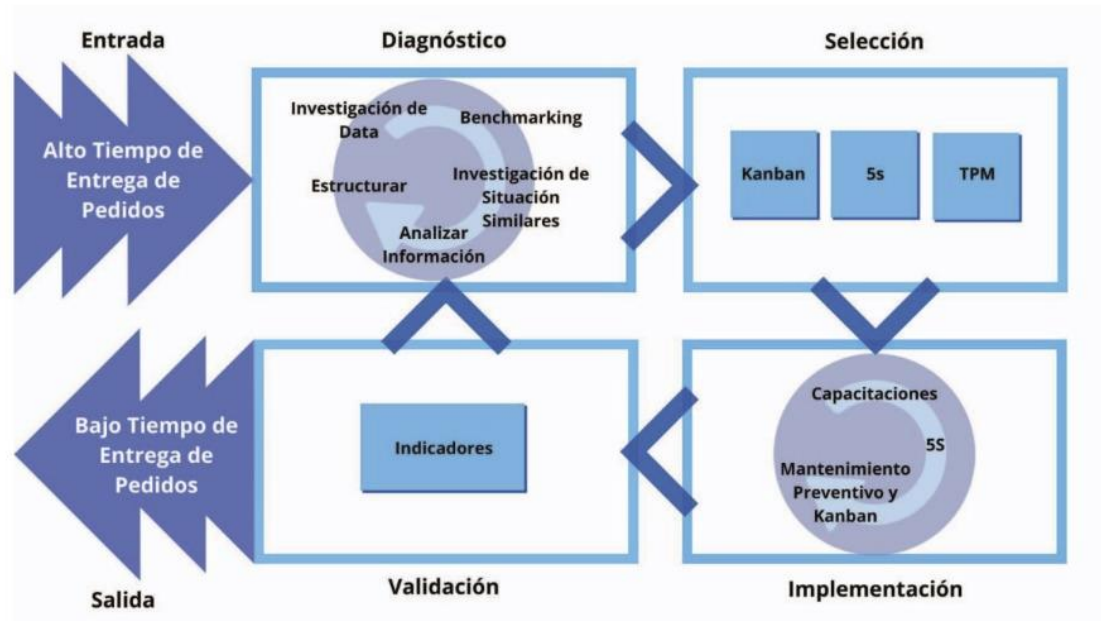 Entrada
Diagnóstico
Selección
Alto Tiempo de
Entrega de
Pedidos
Investigación de
Data
Benchmarking
Estructurar
Investigación de
Situación
Similares
Analizar
Información
Kanban
5s
TPM
Bajo Tiempo de
Entrega de
Pedidos
Indicadores
Capacitaciones
5S
Mantenimiento
Preventivo y
Kanban
Salida
Validación
Implementación